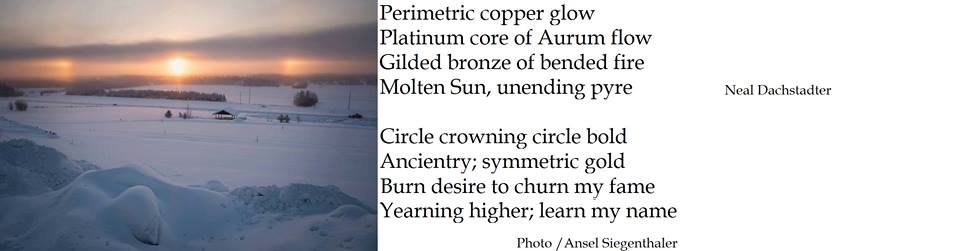 Perimetric copper glow
Platinum core of Aurum flow
Gilded bronze of bended fire
Molten Sun, unending pyre
Neal Dachstadter
Circle crowning circle bold
Ancientry; symmetric gold
Burn desire to churn my fame
Yearning higher; learn my name
Photo / Ansel Siegenthaler